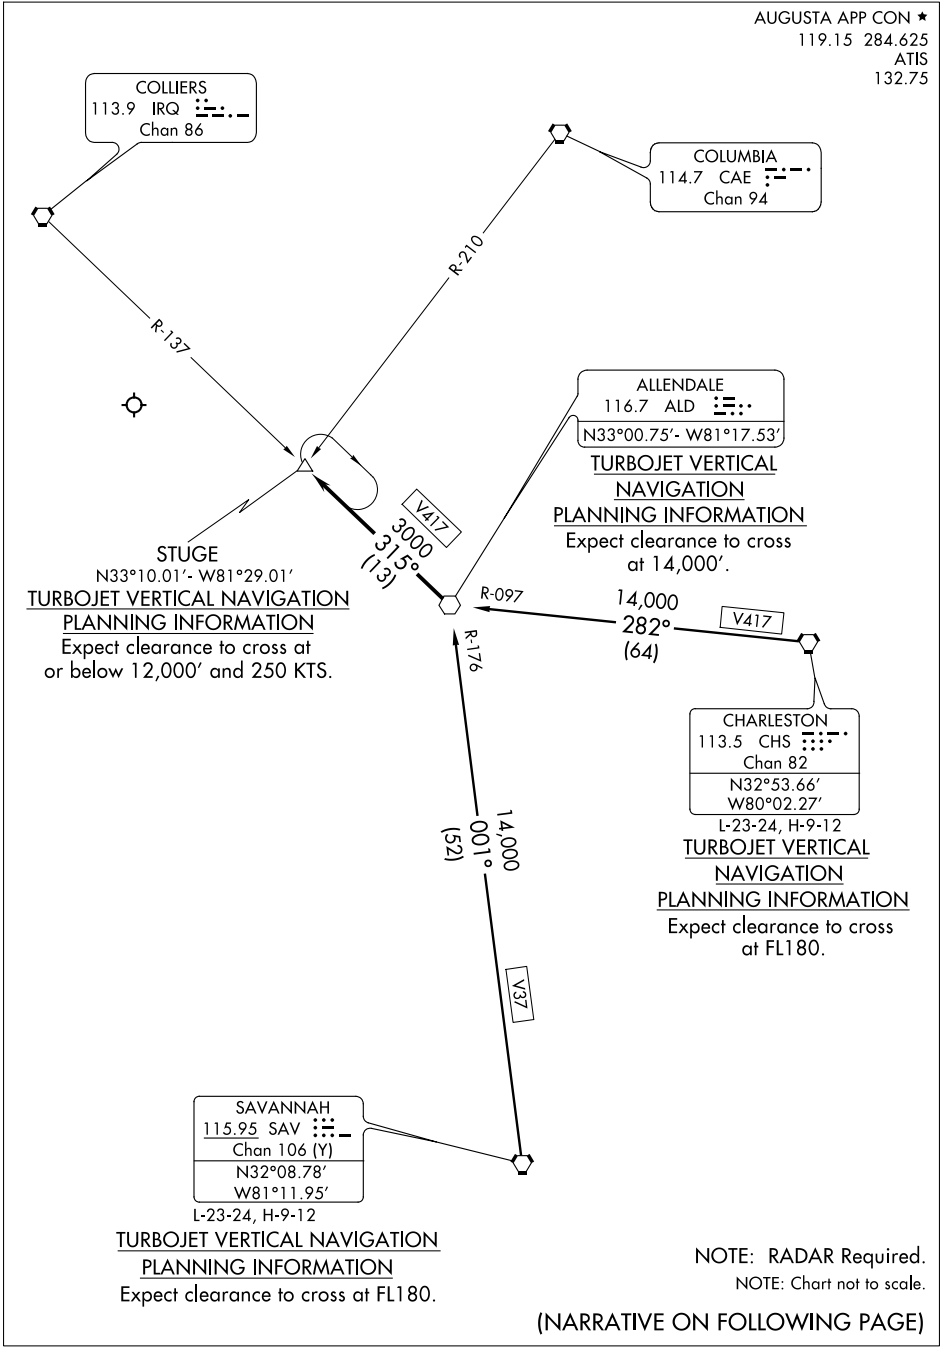 AUGUSTA APP CON ★
119.15 284.625
ATIS
132.75
COLLIERS
113.9 IRQ
Chan 86
COLUMBIA
114.7 CAE
Chan 94
R-210
R-137
ALLENDALE
116.7 ALD
N33°00.75′- W81°17.53′
TURBOJET VERTICAL
NAVIGATION
PLANNING INFORMATION
Expect clearance to cross
at 14,000′.
V417
3000
315°
(13)
STUGE
N33°10.01′- W81°29.01′
TURBOJET VERTICAL NAVIGATION
PLANNING INFORMATION
Expect clearance to cross at
or below 12,000′ and 250 KTS.
R-097
14,000
282°
(64)
V417
R-176
CHARLESTON
113.5 CHS
Chan 82
N32°53.66′
W80°02.27′
L-23-24, H-9-12
TURBOJET VERTICAL
NAVIGATION
PLANNING INFORMATION
Expect clearance to cross
at FL180.
14,000
001°
(52)
V37
SAVANNAH
115.95 SAV
Chan 106 (Y)
N32°08.78′
W81°11.95′
L-23-24, H-9-12
TURBOJET VERTICAL NAVIGATION
PLANNING INFORMATION
Expect clearance to cross at FL180.
NOTE: RADAR Required.
NOTE: Chart not to scale.
(NARRATIVE ON FOLLOWING PAGE)